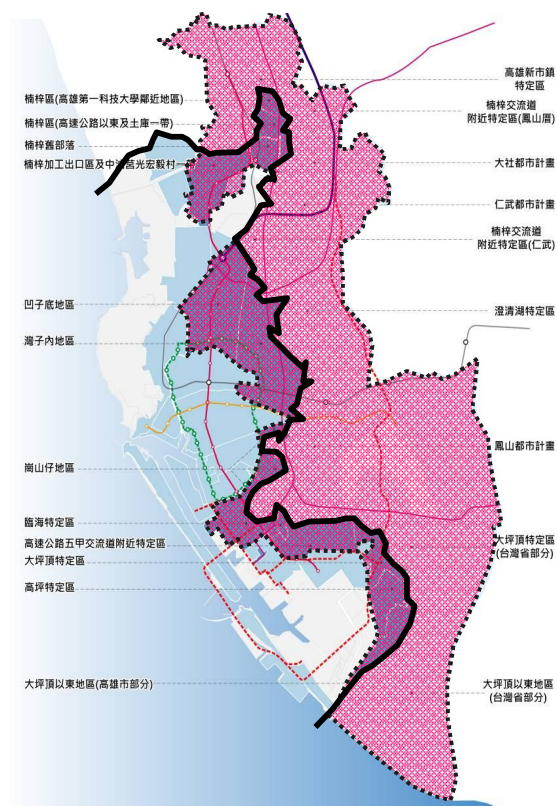 楠梓區(高雄第一科技大學鄰近地區)
楠梓區(高速公路以東及土庫一帶)
楠梓舊部落
楠梓加工出口區及中油宏光宏毅村一
凹子底地區
灣子內地區
崗山仔地區
臨海特定區
高速公路五甲交流道附近特定區
大坪頂特定區
高坪特定區
大坪頂以東地區(高雄市部分)
高雄新市鎮
特定區
楠梓交流道
附近特定區(鳳山厝)
大社都市計畫
仁武都市計畫
楠梓交流道
附近特定區(仁武)
澄清湖特定區
鳳山都市計畫
大坪頂特定區
(台灣省部分)
大坪頂以東地區
(台灣省部分)